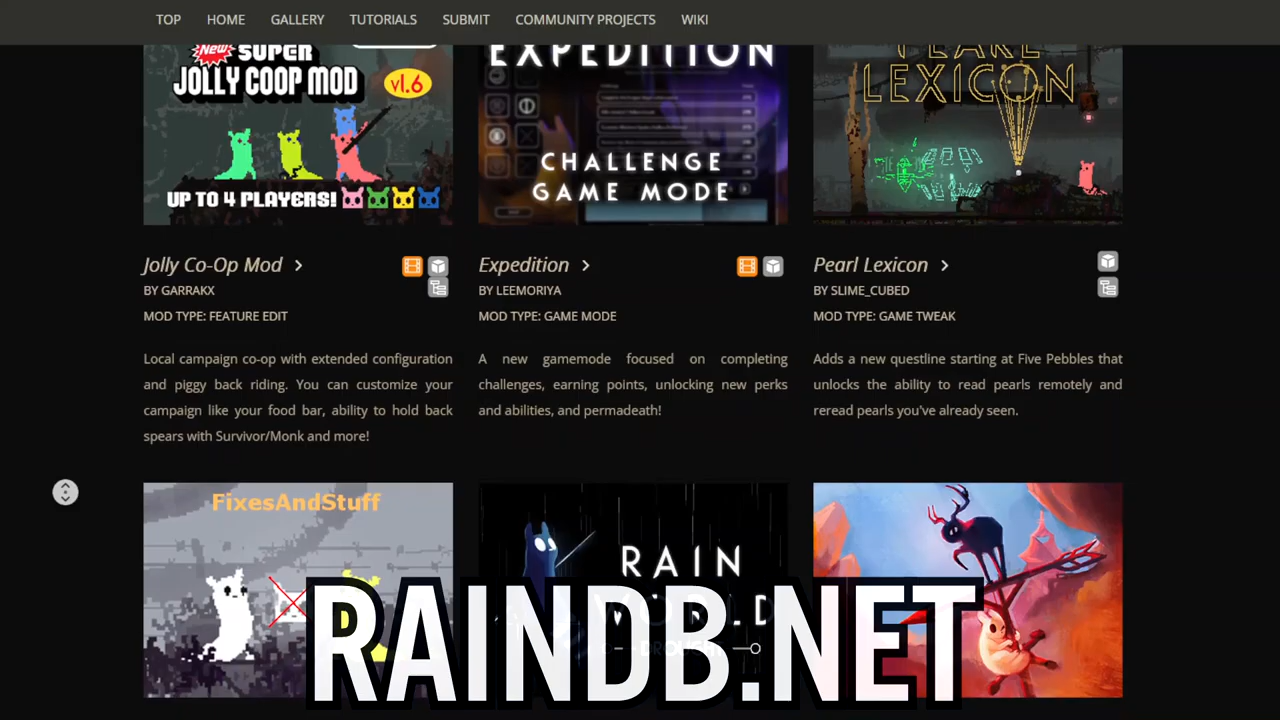 TOP HOME GALLERY TUTORIALS SUBMIT COMMUNITY PROJECTS WIKI
New SUPER
JOLLY COOP MOD v1.6
UP TO 4 PLAYERS!
EXPEDITION
CHALLENGE
GAME MODE
PEARL
LEXICON
Jolly Co-Op Mod
BY GARRAKX
MOD TYPE: FEATURE EDIT
Local campaign co-op with extended configuration
and piggy back riding. You can customize your
campaign like your food bar, ability to hold back
spears with Survivor/Monk and more!
Expedition
BY LEEMORIYA
MOD TYPE: GAME MODE
A new gamemode focused on completing
challenges, earning points, unlocking new perks
and abilities, and permadeath!
Pearl Lexicon
BY SLIME_CUBED
MOD TYPE: GAME TWEAK
Adds a new questline starting at Five Pebbles that
unlocks the ability to read pearls remotely and
reread pearls you've already seen.
FixesAndStuff
RAIN
WORLD
RAINDB.NET